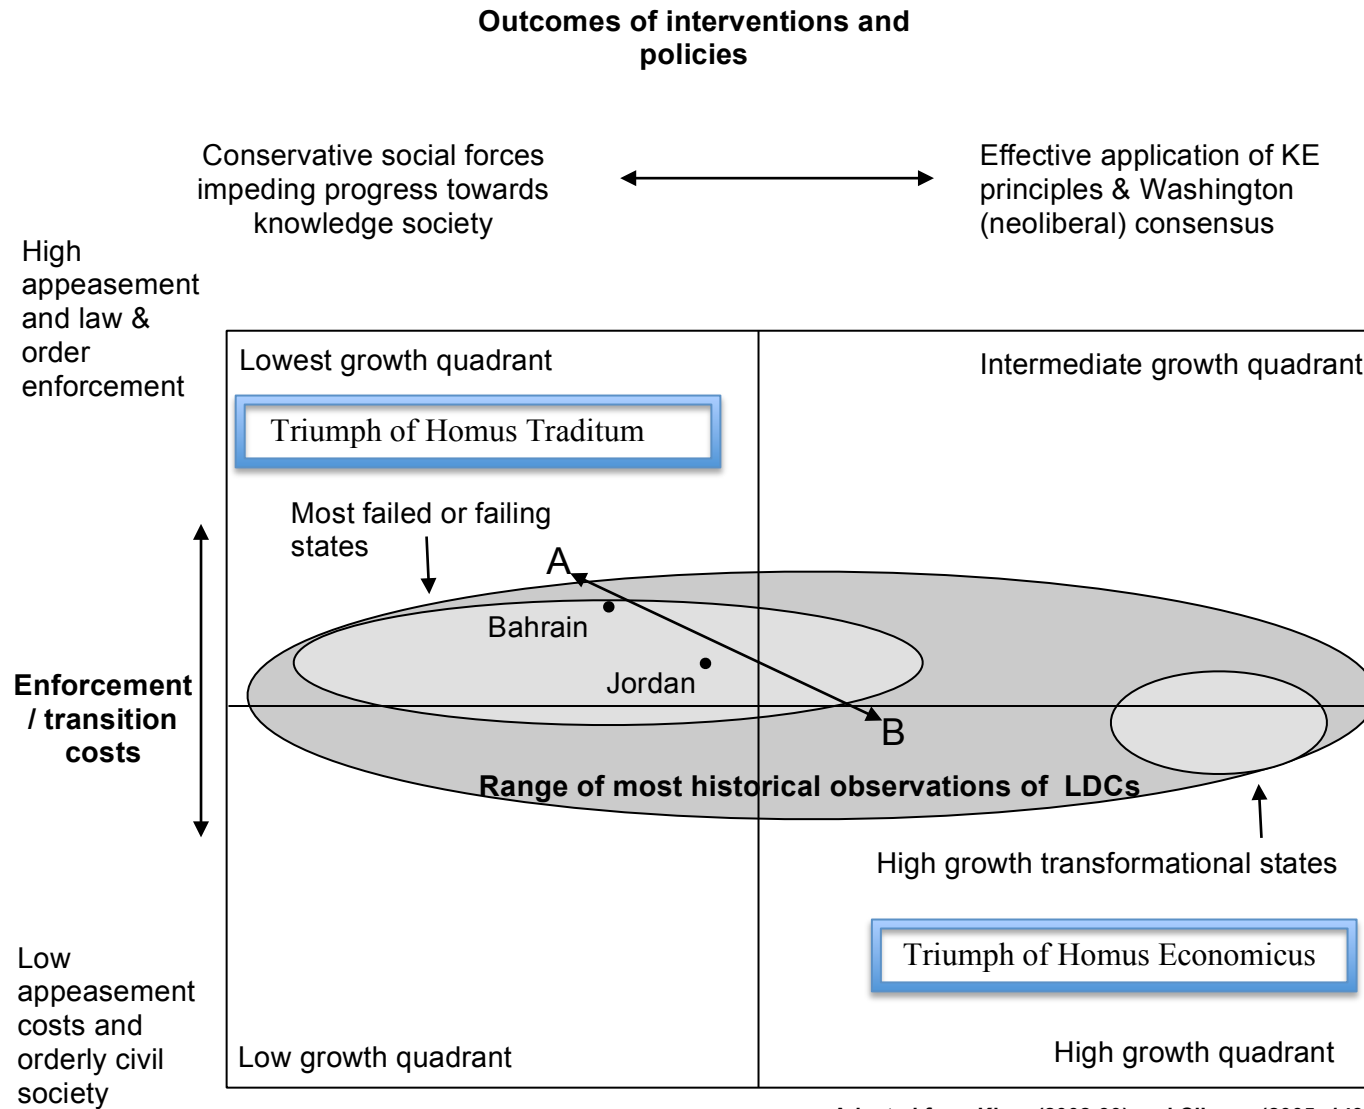 Outcomes of interventions and
policies
Conservative social forces
impeding progress towards
knowledge society
Effective application of KE
principles & Washington
(neoliberal) consensus
High
appeasement
and law &
order
enforcement
Lowest growth quadrant
Intermediate growth quadrant
Triumph of Homus Traditum
Most failed or failing
states
A
Bahrain
Jordan
Enforcement
/ transition
costs
B
Range of most historical observations of LDCs
High growth transformational states
Triumph of Homus Economicus
Low
appeasement
costs and
orderly civil
society
Low growth quadrant
High growth quadrant